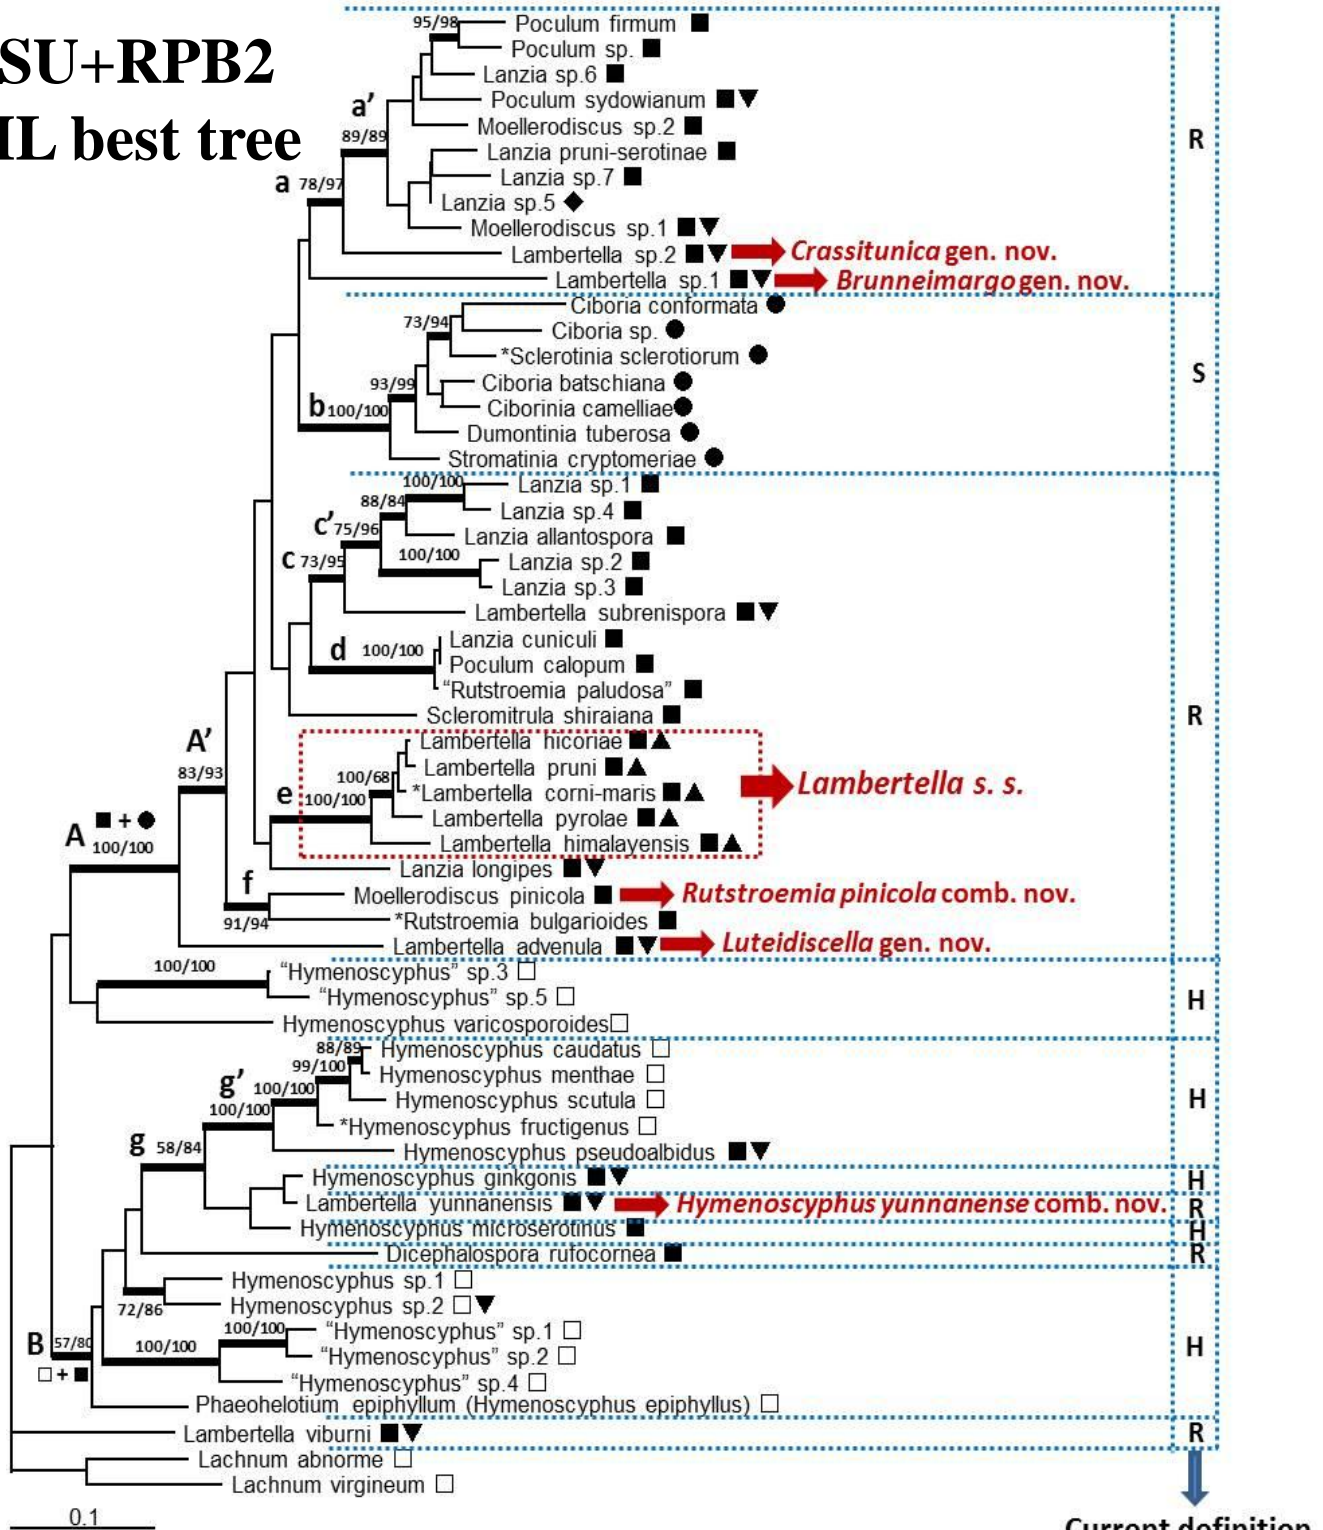 SU+RPB2
IL best tree
95/98
Poculum firmum ■
Poculum sp. ■
Lanzia sp.6 ■
Poculum sydowianum ■▼
a’
Moellerodiscus sp.2 ■
89/89
R
Lanzia pruni-serotinae ■
Lanzia sp.7 ■
a 78/97
Lanzia sp.5 ◆
Moellerodiscus sp.1 ■▼
Lambertella sp.2 ■▼ Crassitunica gen. nov.
Lambertella sp.1 ■▼ Brunneimargo gen. nov.
Ciboria conformata ●
73/94
Ciboria sp. ●
*Sclerotinia sclerotiorum ●
S
93/99
Ciboria batschiana ●
b 100/100
Ciborinia camelliae●
Dumontinia tuberosa ●
Stromatinia cryptomeriae ●
100/100
Lanzia sp.1 ■
88/84
Lanzia sp.4 ■
c’ 75/96
Lanzia allantospora ■
c 73/95
100/100
Lanzia sp.2 ■
Lanzia sp.3 ■
Lambertella subrenispora ■▼
Lanzia cuniculi ■
d 100/100
Poculum calopum ■
“Rutstroemia paludosa” ■
Scleromitrula shiraiana ■
R
A’
Lambertella hicoriae ■▲
83/93
100/68
Lambertella pruni ■▲
Lambertella s. s.
e 100/100
*Lambertella corni-maris ■▲
Lambertella pyrolae ■▲
A ■ + ●
100/100
Lambertella himalayensis ■▲
Lanzia longipes ■▼
f
Moellerodiscus pinicola ■ Rutstroemia pinicola comb. nov.
91/94
*Rutstroemia bulgarioides ■
Lambertella advenula ■▼ Luteidiscella gen. nov.
100/100
“Hymenoscyphus” sp.3 □
“Hymenoscyphus” sp.5 □
H
Hymenoscyphus varicosporoides□
88/89
Hymenoscyphus caudatus □
99/100
Hymenoscyphus menthae □
g’ 100/100
Hymenoscyphus scutula □
H
100/100
*Hymenoscyphus fructigenus □
g 58/84
Hymenoscyphus pseudoalbidus ■▼
Hymenoscyphus ginkgonis ■▼
H
Lambertella yunnanensis ■▼ Hymenoscyphus yunnanense comb. nov.
R
Hymenoscyphus microserotinus ■
H
Dicephalospora rufocornea ■
R
Hymenoscyphus sp.1 □
72/86
Hymenoscyphus sp.2 □▼
100/100
“Hymenoscyphus” sp.1 □
B 57/80
□ + ■
100/100
“Hymenoscyphus” sp.2 □
H
“Hymenoscyphus” sp.4 □
Phaeohelotium epiphyllum (Hymenoscyphus epiphyllus) □
Lambertella viburni ■▼
R
Lachnum abnorme □
Lachnum virgineum □
0.1
Current definition